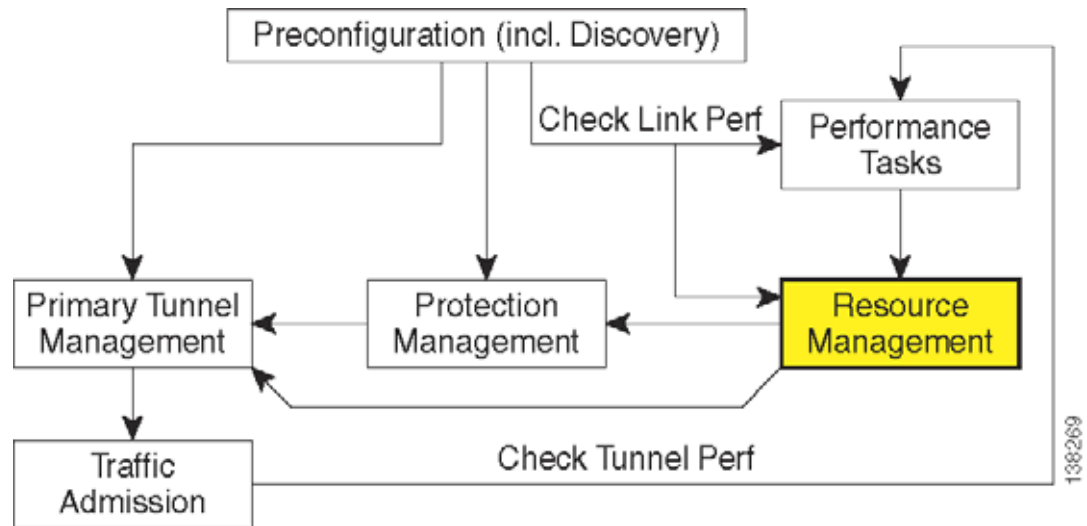 Preconfiguration (incl. Discovery)
Check Link Perf
Performance
Tasks
Primary Tunnel
Management
Protection
Management
Resource
Management
Traffic
Admission
Check Tunnel Perf
138269